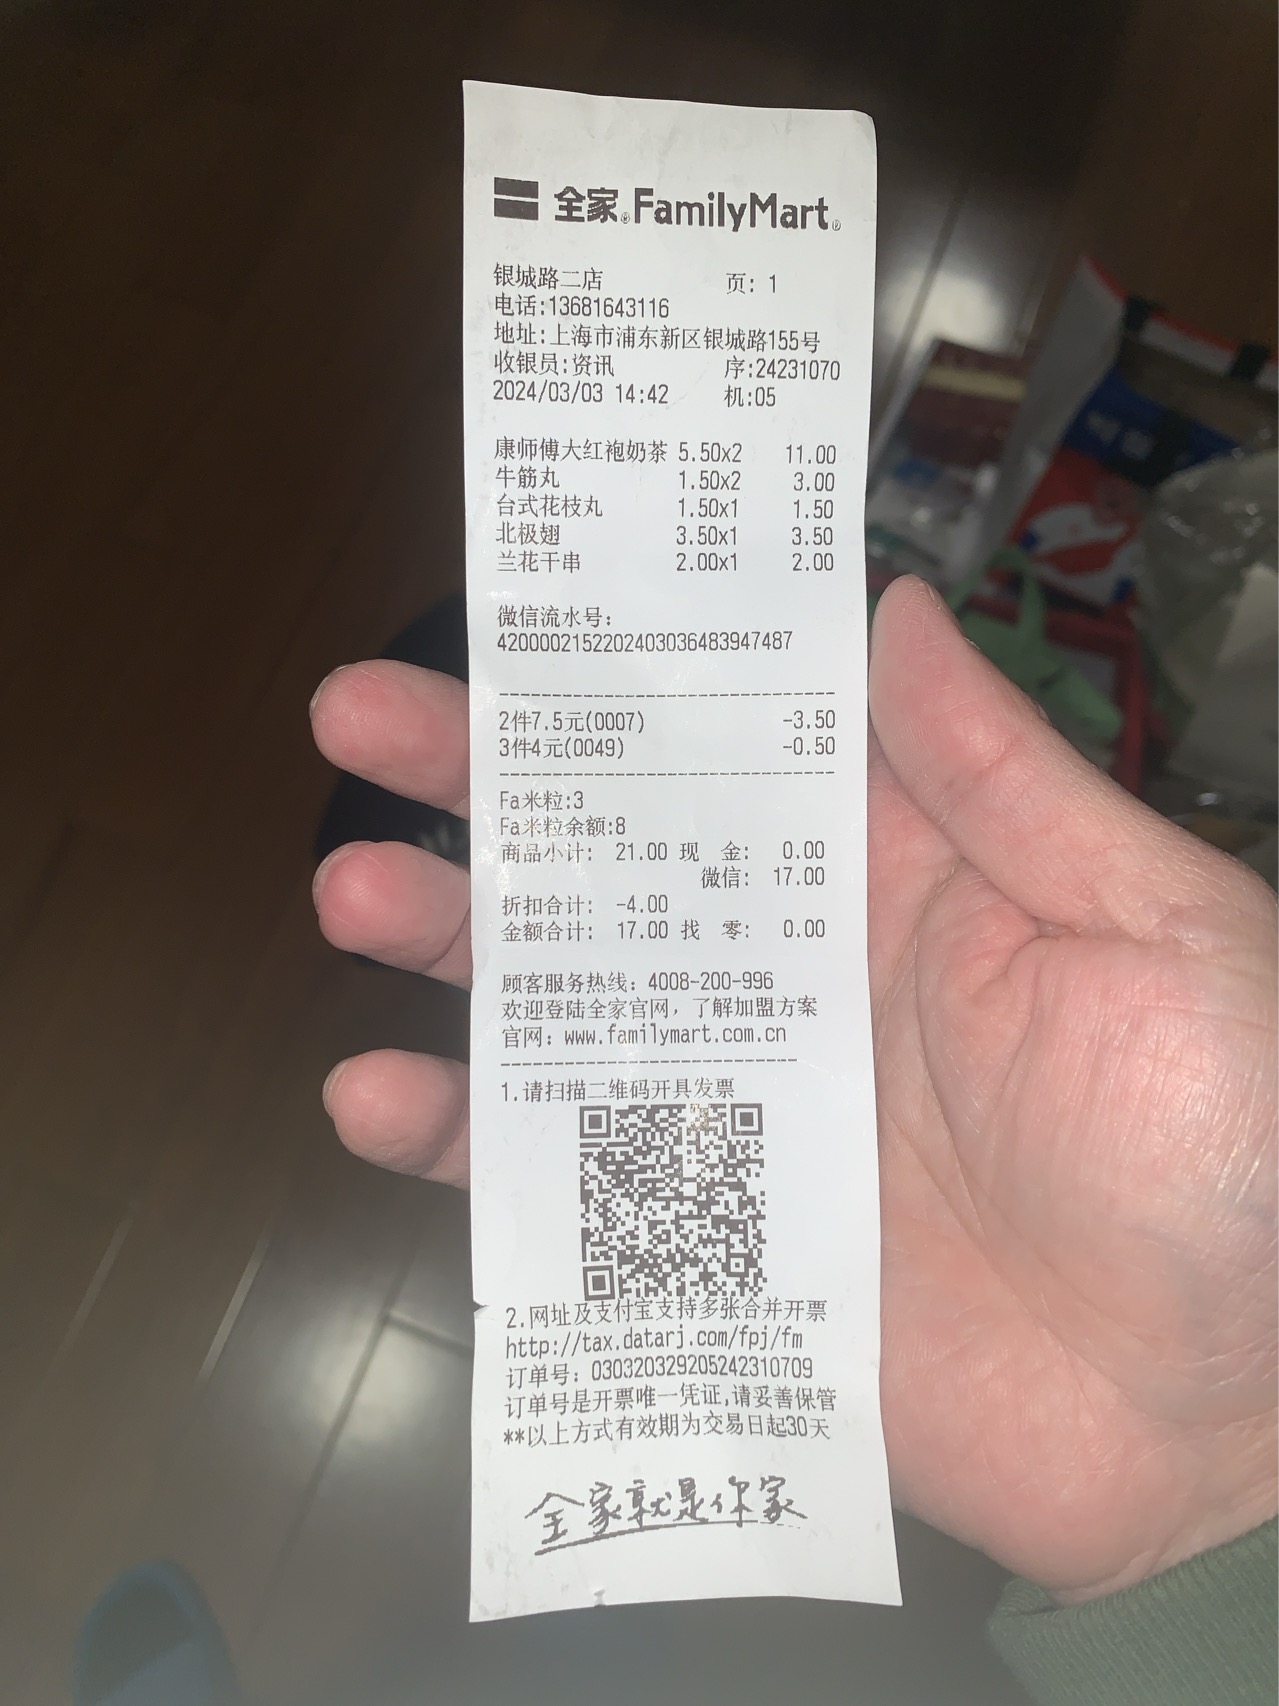 全家®FamilyMart®
银城路二店 页: 1
电话:13681643116
地址:上海市浦东新区银城路155号
收银员:资讯 序:24231070
2024/03/03 14:42 机:05
康师傅大红袍奶茶 5.50x2 11.00
牛筋丸 1.50x2 3.00
台式花枝丸 1.50x1 1.50
北极翅 3.50x1 3.50
兰花干串 2.00x1 2.00
微信流水号:
4200002152202403036483947487
--------------------------------
2件7.5元(0007) -3.50
3件4元(0049) -0.50
--------------------------------
Fa米粒:3
Fa米粒余额:8
商品小计: 21.00 现 金: 0.00
微信: 17.00
折扣合计: -4.00
金额合计: 17.00 找 零: 0.00
顾客服务热线: 4008-200-996
欢迎登陆全家官网,了解加盟方案
官网: www.familymart.com.cn
----------------------------
1.请扫描二维码开具发票
2.网址及支付宝支持多张合并开票
http://tax.datarj.com/fpj/fm
订单号: 030320329205242310709
订单号是开票唯一凭证,请妥善保管
**以上方式有效期为交易日起30天
全家就是你家